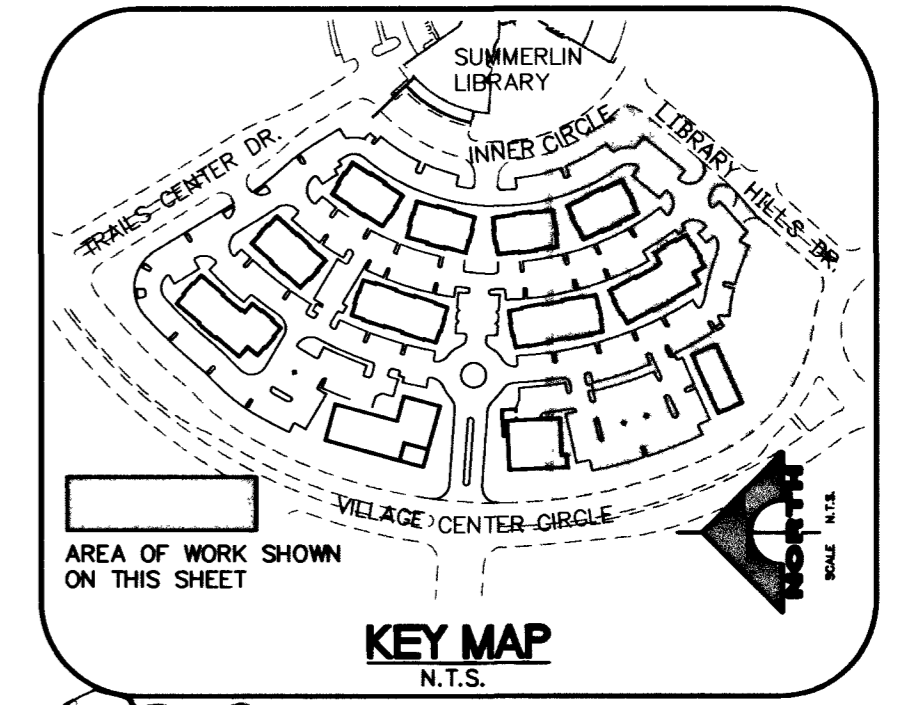 SUMMERLIN
LIBRARY
INNER CIRCLE
LIBRARY HILLS DR.
TRAILS CENTER DR.
VILLAGE CENTER CIRCLE
AREA OF WORK SHOWN
ON THIS SHEET
NORTH
SCALE N.T.S.
KEY MAP
N.T.S.